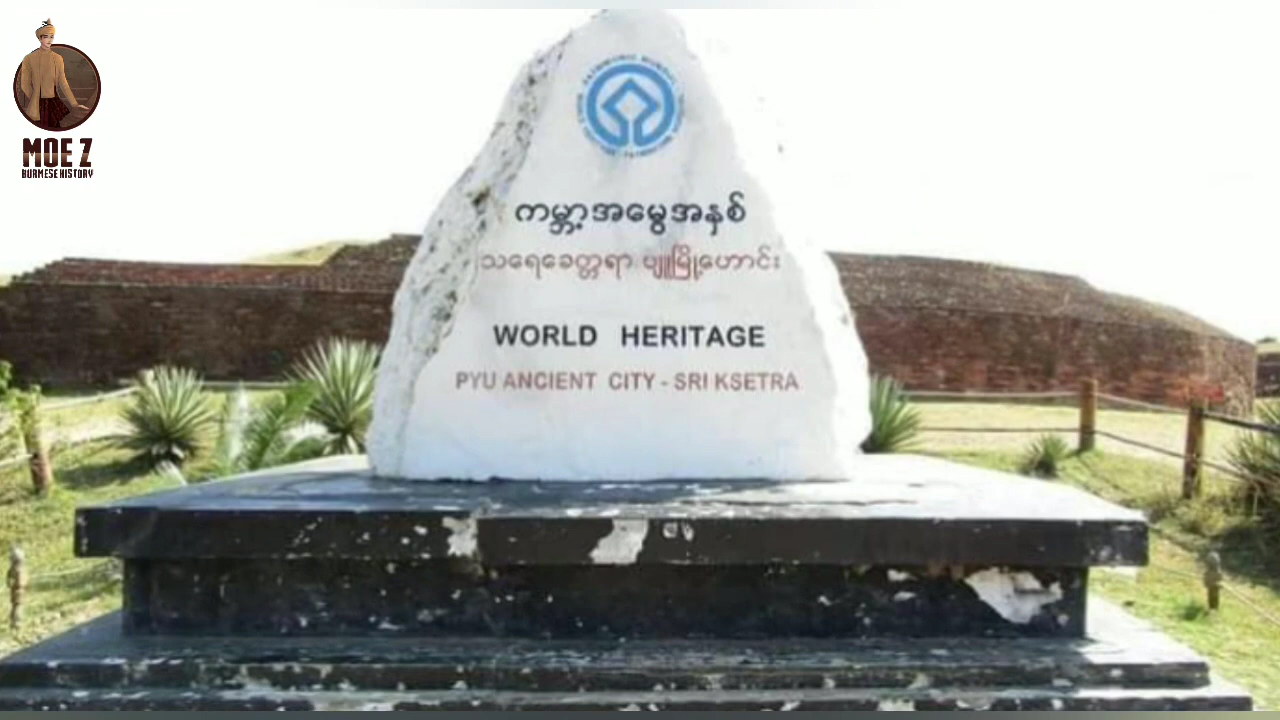 MOE Z
BURMESE HISTORY
ကမ္ဘာ့အမွေအနှစ်
သရေခေတ္တရာ ပျူမြို့ဟောင်း
WORLD HERITAGE
PYU ANCIENT CITY - SRI KSETRA